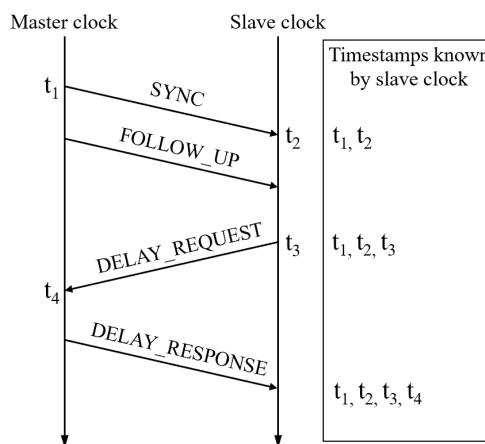 Master clock
Slave clock
Timestamps known
by slave clock
t1
SYNC
t2
t1, t2
FOLLOW_UP
DELAY_REQUEST
t3
t1, t2, t3
t4
DELAY_RESPONSE
t1, t2, t3, t4